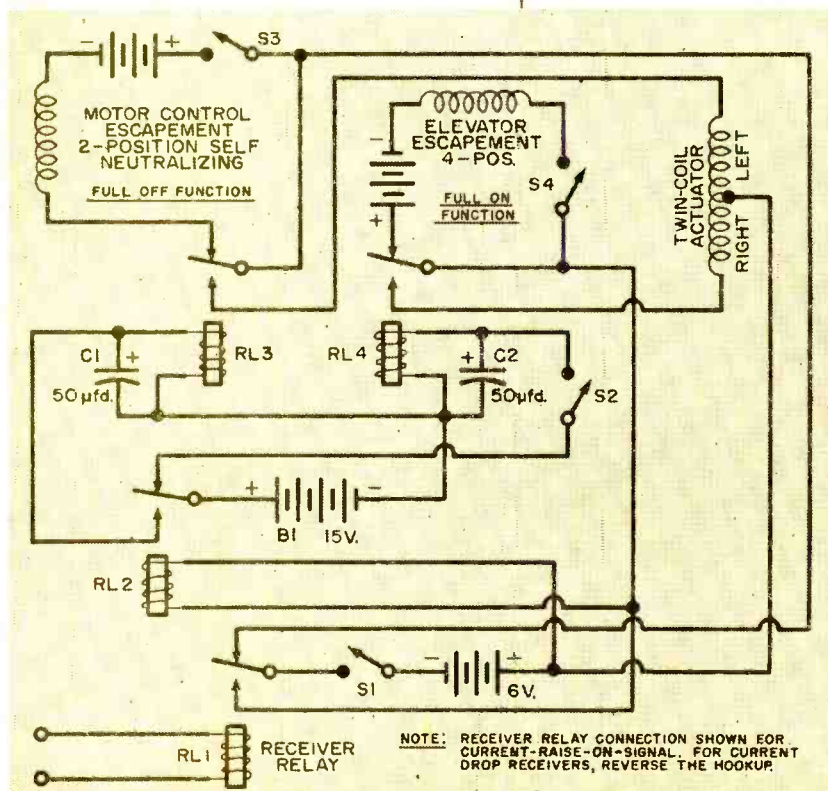 S3
MOTOR CONTROL
ESCAPEMENT
2-POSITION SELF
NEUTRALIZING
FULL OFF FUNCTION
ELEVATOR
ESCAPEMENT
4-POS.
FULL ON
FUNCTION
S4
TWIN-COIL
ACTUATOR
RIGHT LEFT
C1
+
50µfd.
RL3
RL4
+
C2
50µfd.
S2
+
-
B1
15V.
RL2
S1
-
+
6V.
RL1
RECEIVER
RELAY
NOTE: RECEIVER RELAY CONNECTION SHOWN FOR
CURRENT-RAISE-ON-SIGNAL. FOR CURRENT
DROP RECEIVERS, REVERSE THE HOOKUP.